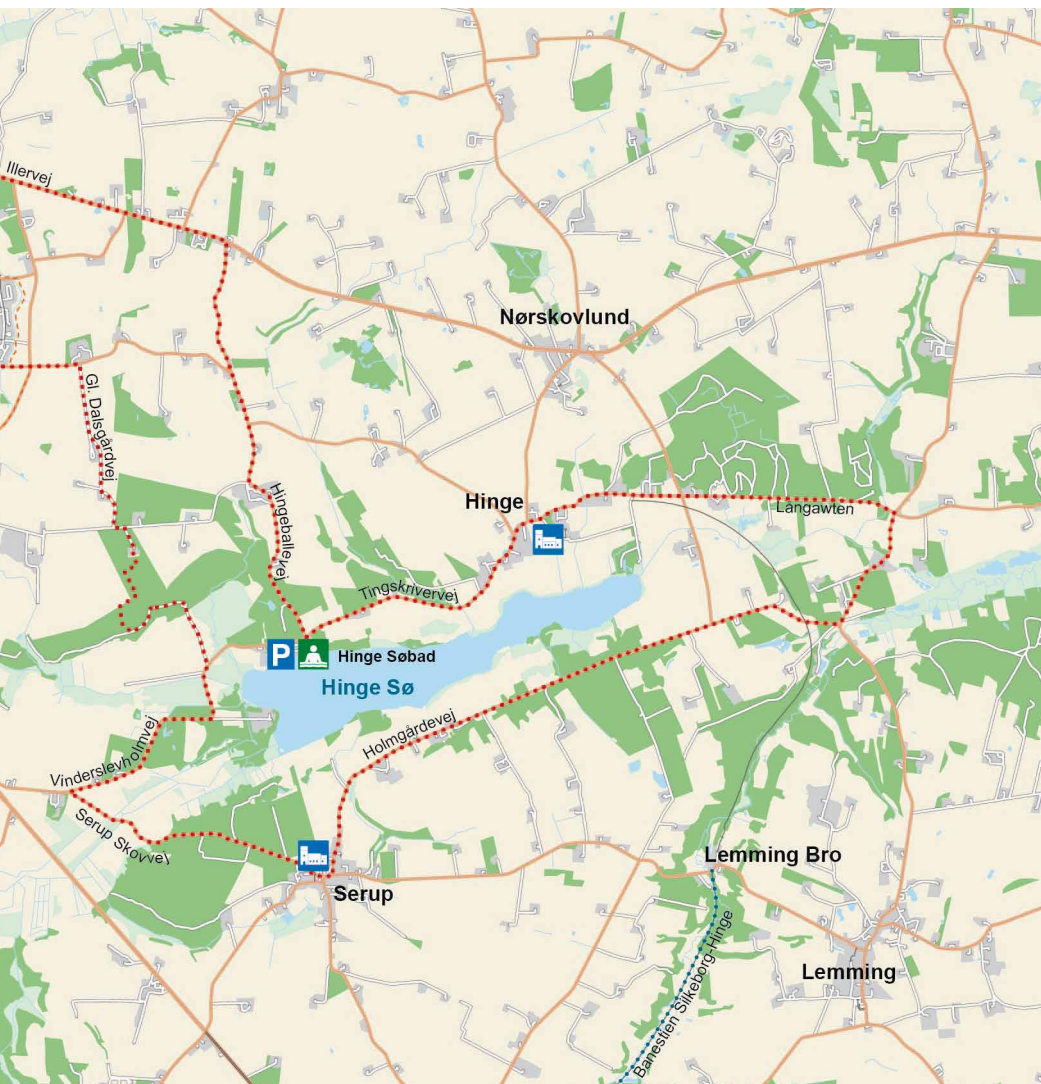 Illervej
Nørskovlund
Gl. Dalsgårdvej
Hingeballevej
Hinge
Langawten
Tingskrivervej
P
Hinge Søbad
Hinge Sø
Holmgårdevej
Vinderslevholmvej
Serup Skovvej
Lemming Bro
Serup
Banestien Silkeborg-Hinge
Lemming